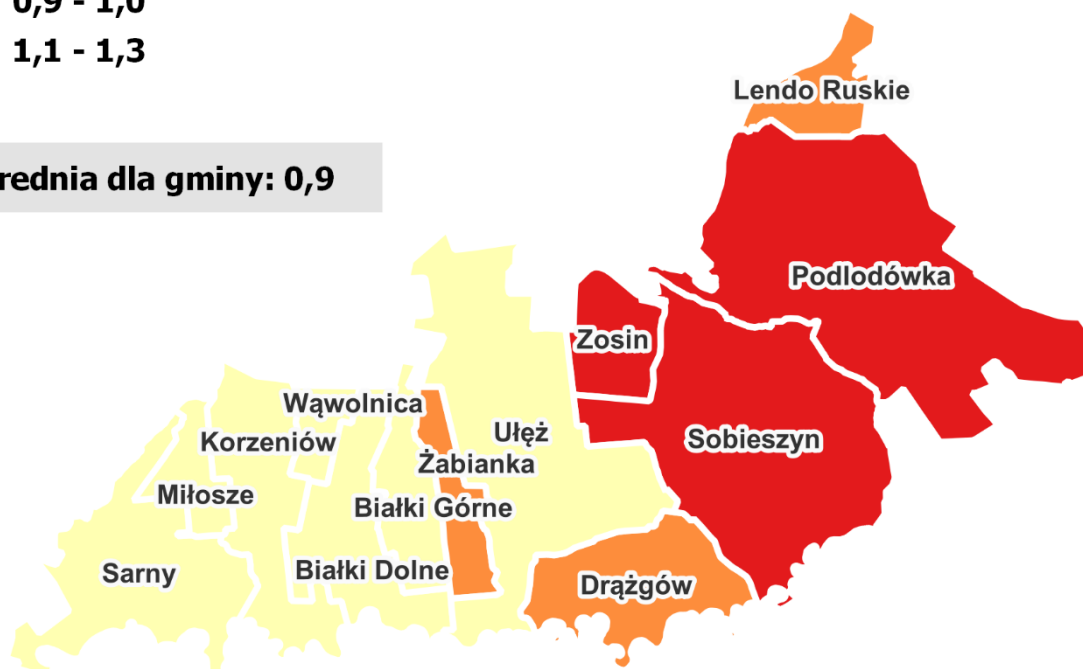 0,9 - 1,0
1,1 - 1,3
rednia dla gminy: 0,9
Lendo Ruskie
Podlodówka
Zosin
Sobieszyn
Wąwolnica
Korzeniów
Ułęż
Żabianka
Miłosze
Białki Górne
Sarny
Białki Dolne
Drążgów